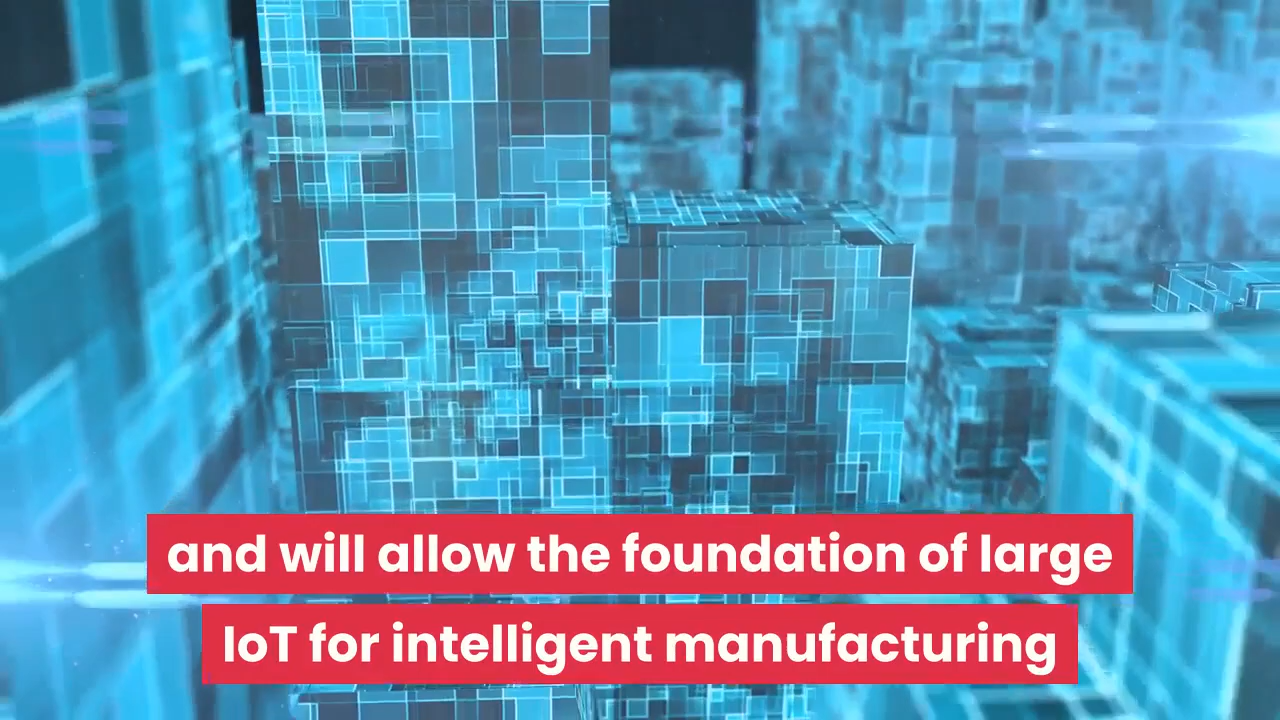 and will allow the foundation of large
IoT for intelligent manufacturing